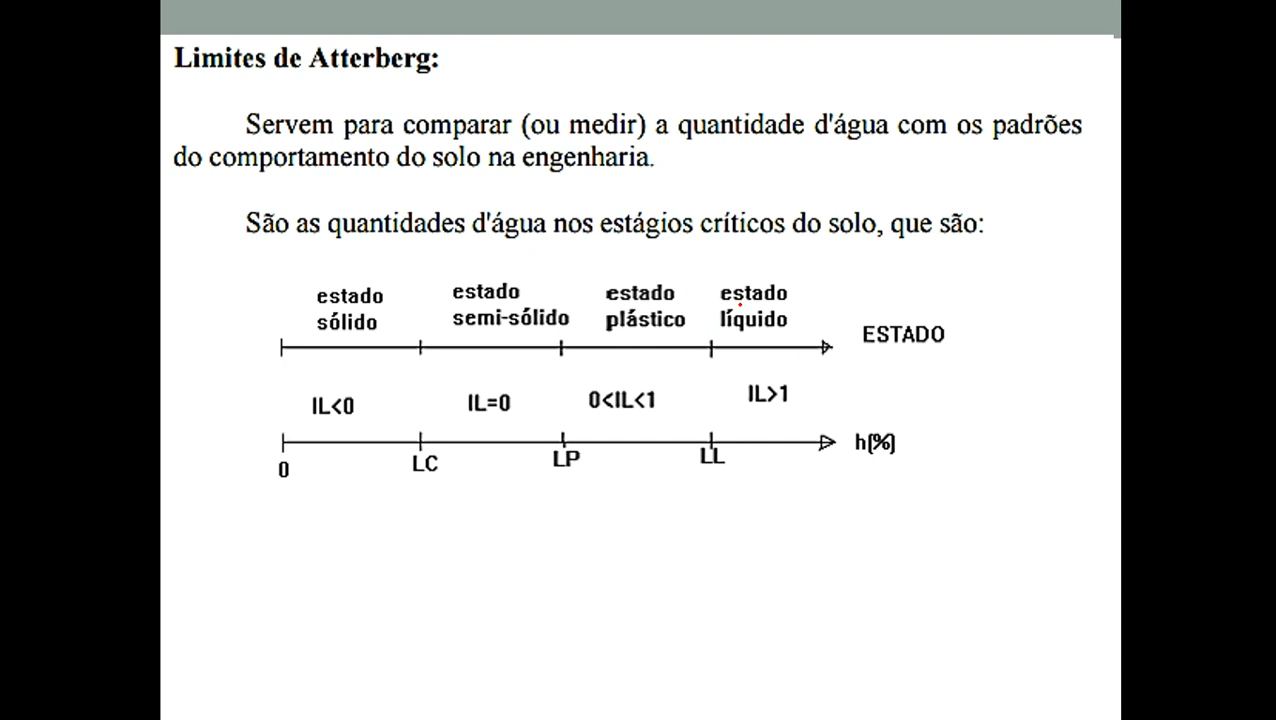 Limites de Atterberg:
Servem para comparar (ou medir) a quantidade d'água com os padrões
do comportamento do solo na engenharia.
São as quantidades d'água nos estágios críticos do solo, que são:
estado
sólido
estado
semi-sólido
estado
plástico
estado
líquido
ESTADO
IL<0
IL=0
0<IL<1
IL>1
0
LC
LP
LL
h(%)